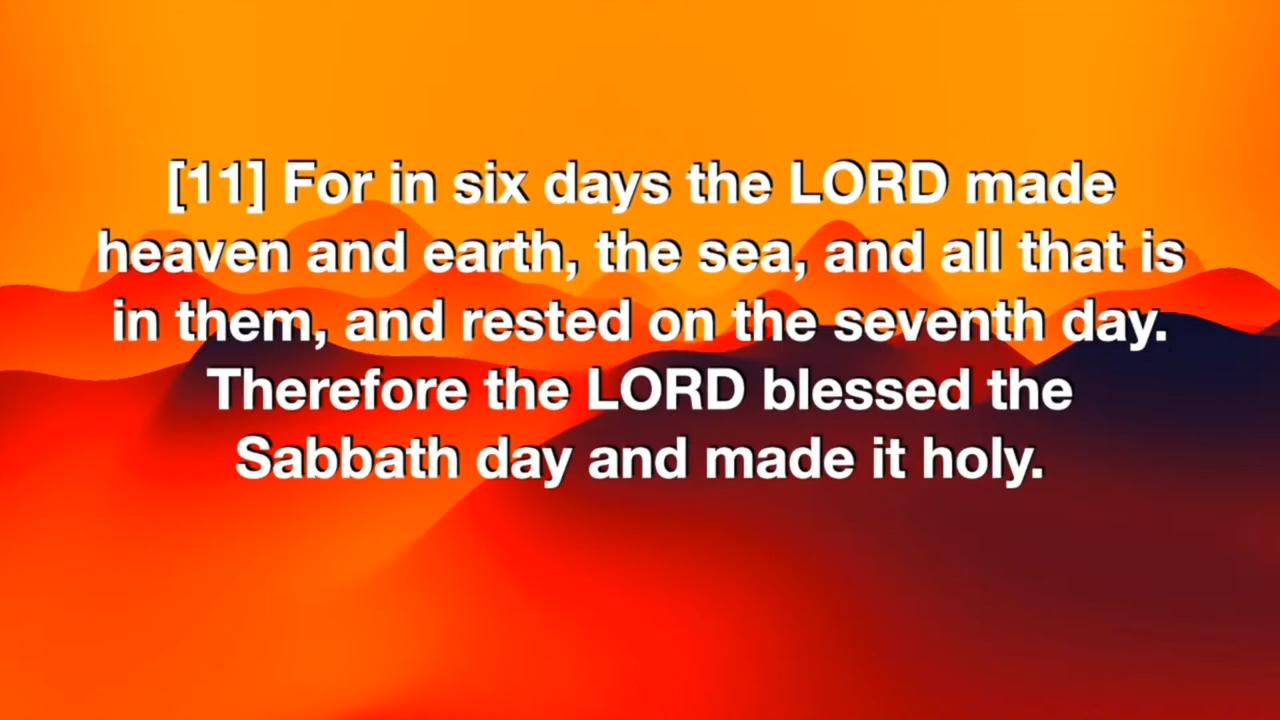 [11] For in six days the LORD made
heaven and earth, the sea, and all that is
in them, and rested on the seventh day.
Therefore the LORD blessed the
Sabbath day and made it holy.